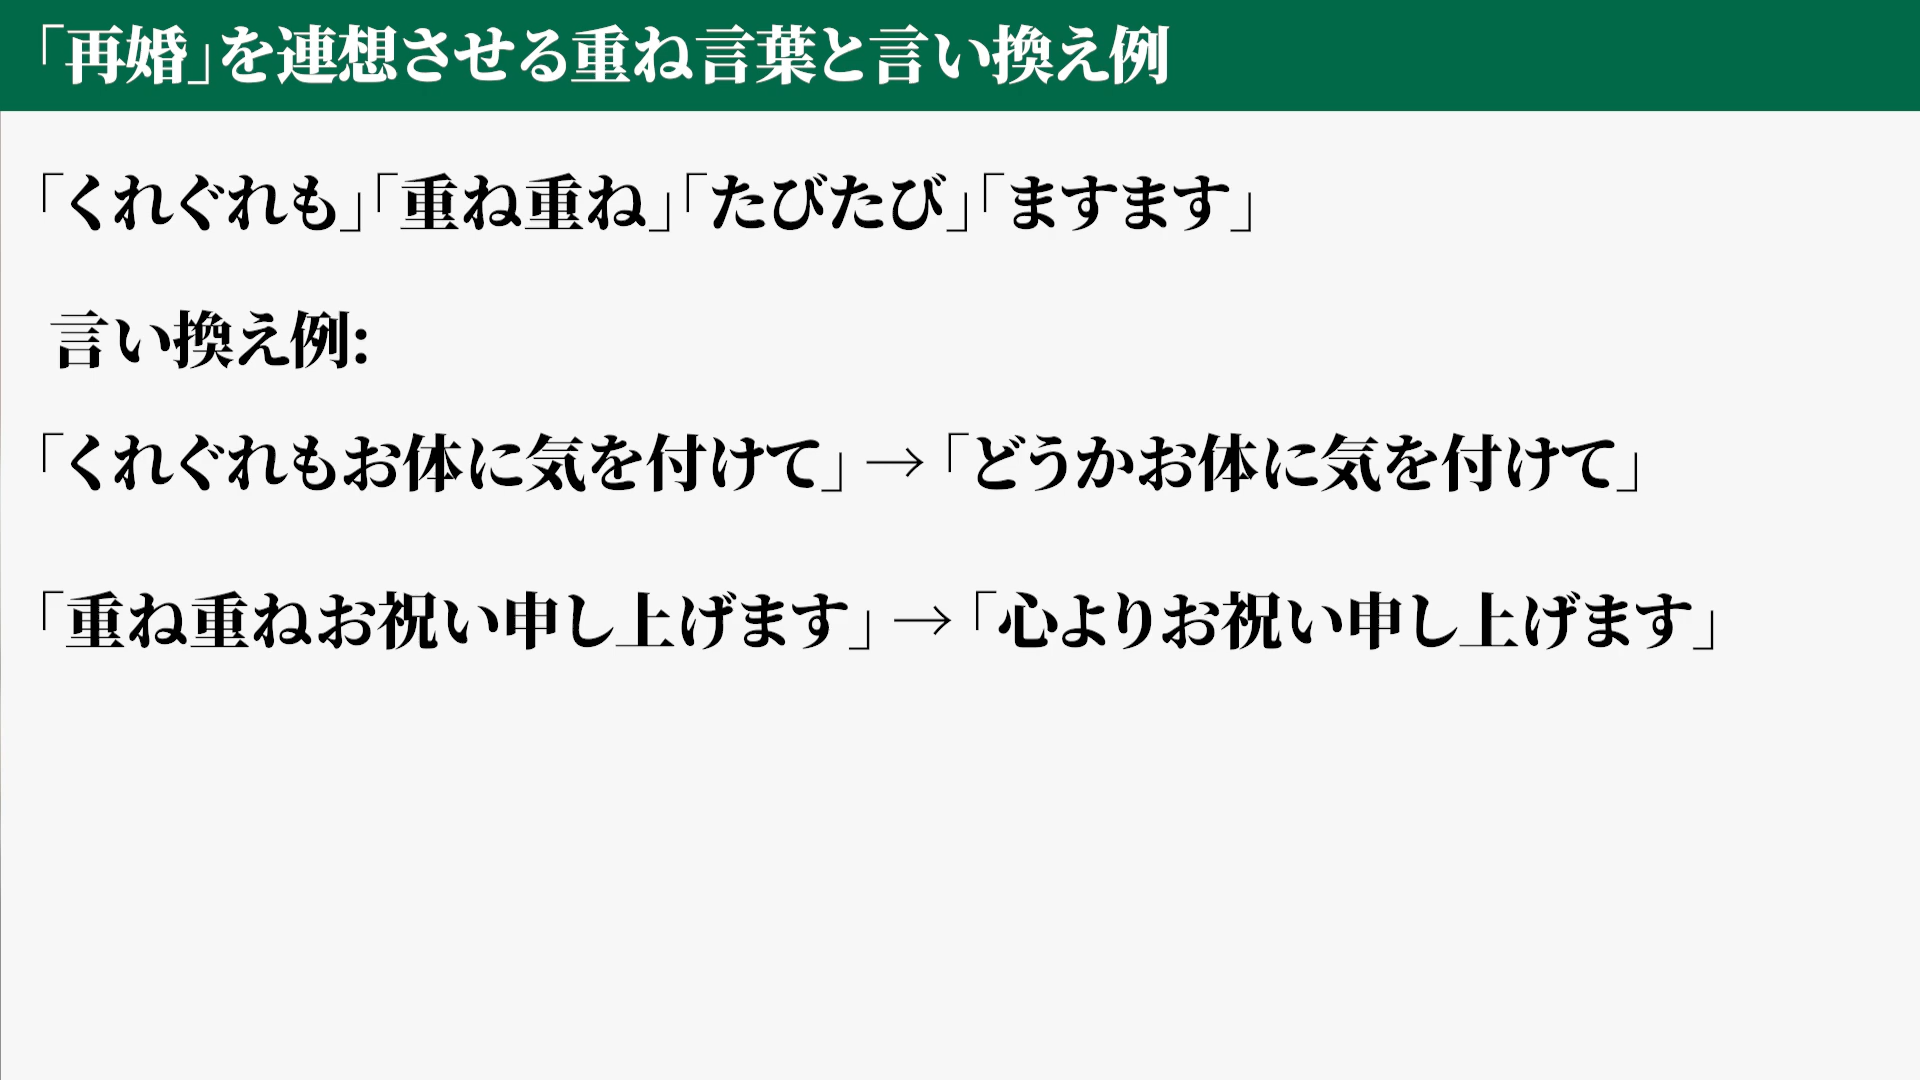 「再婚」を連想させる重ね言葉と言い換え例
「くれぐれも」「重ね重ね」「たびたび」「ますます」
言い換え例:
「くれぐれもお体に気を付けて」→「どうかお体に気を付けて」
「重ね重ねお祝い申し上げます」→「心よりお祝い申し上げます」